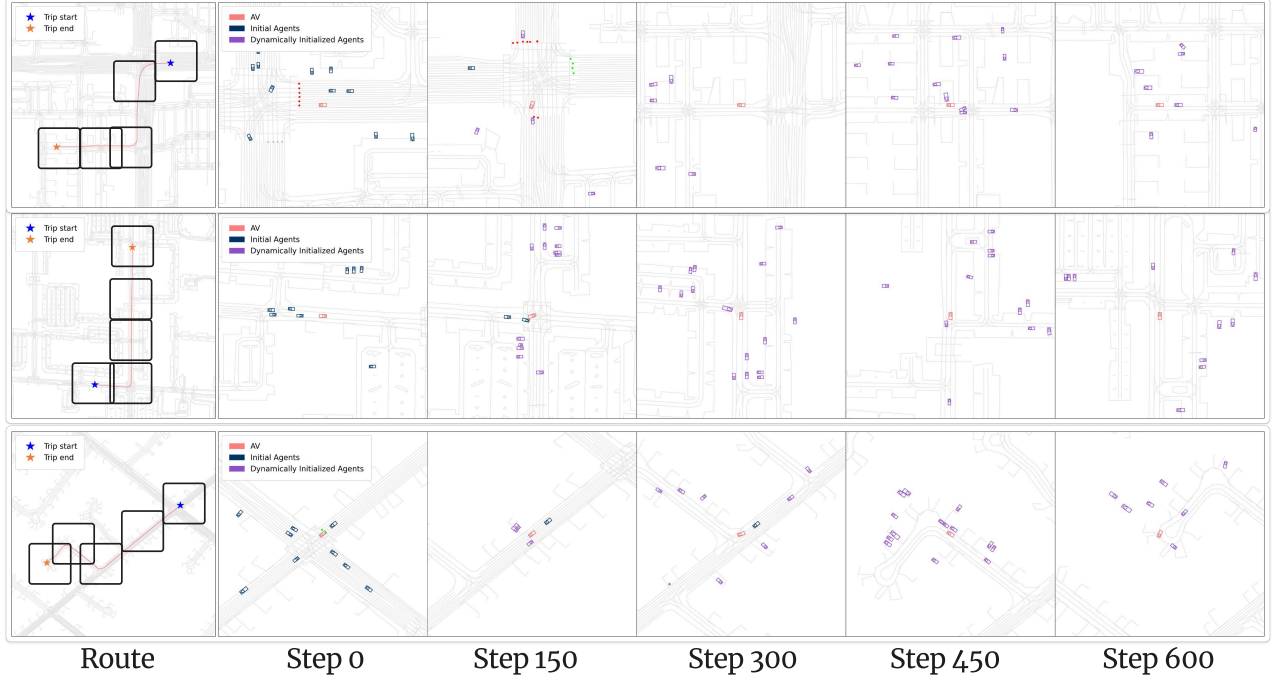 Trip start
Trip end
AV
Initial Agents
Dynamically Initialized Agents
Trip start
Trip end
AV
Initial Agents
Dynamically Initialized Agents
Trip start
Trip end
AV
Initial Agents
Dynamically Initialized Agents
Route Step 0 Step 150 Step 300 Step 450 Step 600